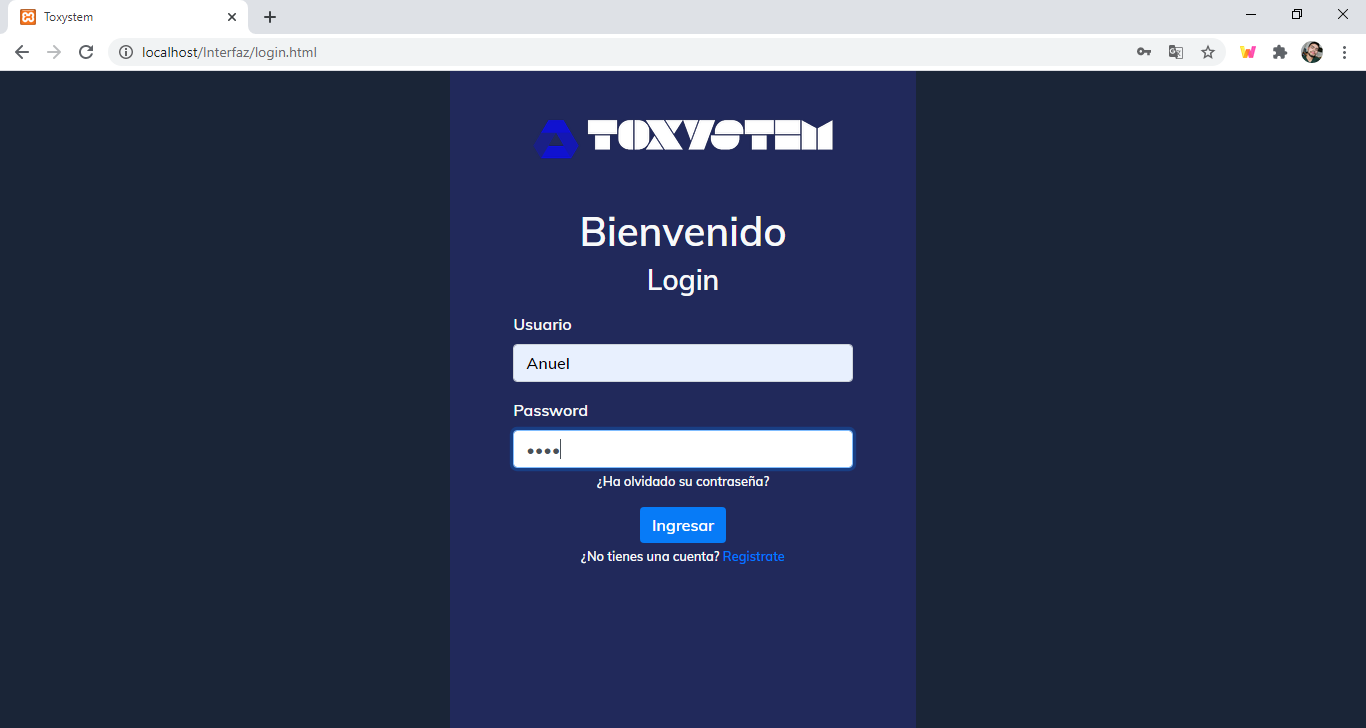 Toxystem
localhost/Interfaz/login.html
TOXYSTEM
Bienvenido
Login
Usuario
Anuel
Password
••••
¿Ha olvidado su contraseña?
Ingresar
¿No tienes una cuenta? Registrate